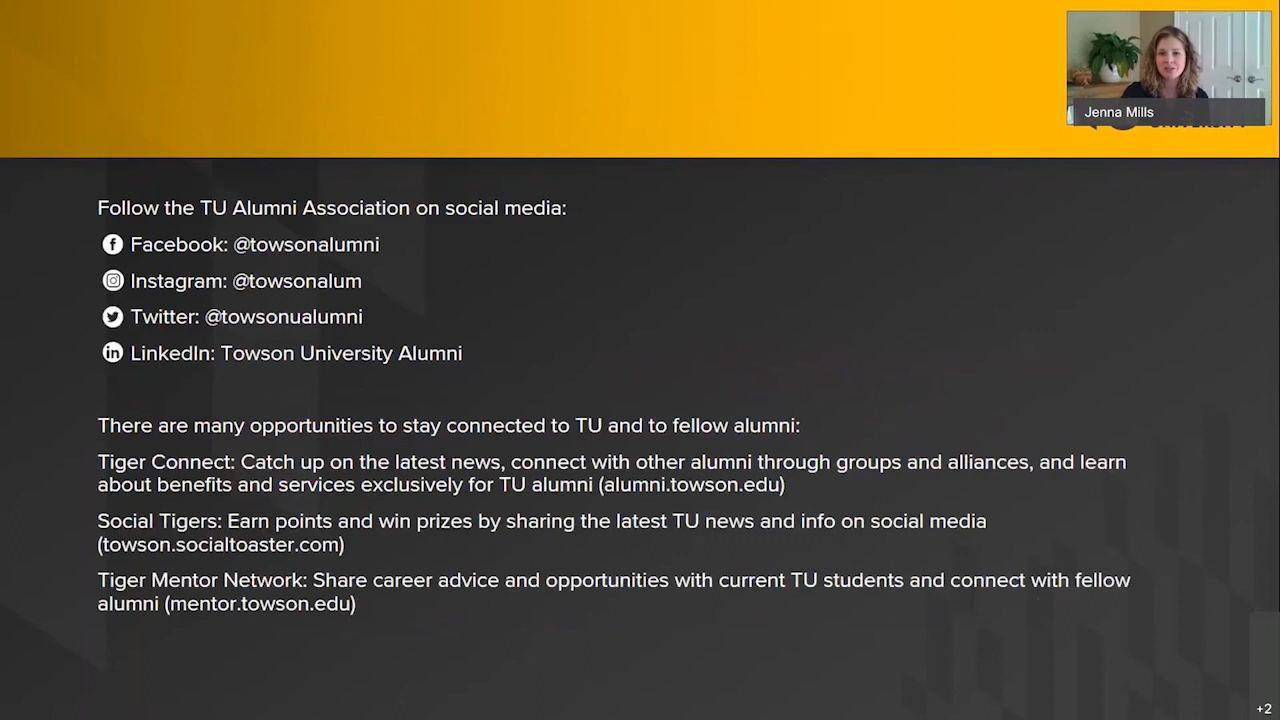 Jenna Mills
Follow the TU Alumni Association on social media:
Facebook: @towsonalumni
Instagram: @towsonalum
Twitter: @towsonualumni
LinkedIn: Towson University Alumni
There are many opportunities to stay connected to TU and to fellow alumni:
Tiger Connect: Catch up on the latest news, connect with other alumni through groups and alliances, and learn
about benefits and services exclusively for TU alumni (alumni.towson.edu)
Social Tigers: Earn points and win prizes by sharing the latest TU news and info on social media
(towson.socialtoaster.com)
Tiger Mentor Network: Share career advice and opportunities with current TU students and connect with fellow
alumni (mentor.towson.edu)
+2